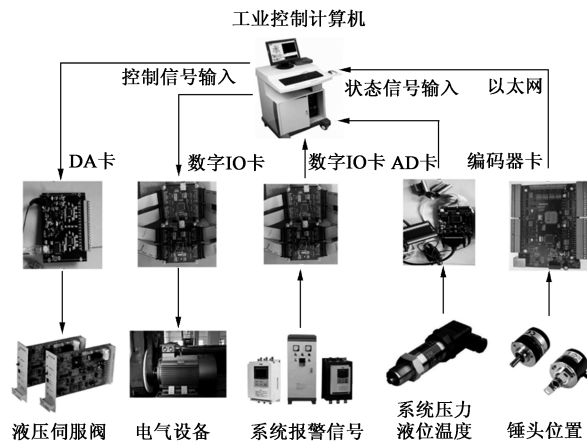 工业控制计算机
控制信号输入
状态信号输入
以太网
DA卡
数字IO卡
数字IO卡
AD卡
编码器卡
液压伺服阀
电气设备
系统报警信号
系统压力
液位温度
锤头位置